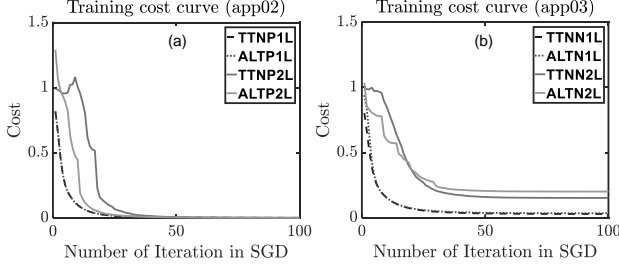 Training cost curve (app02)
1.5
1
0.5
0
Cost
(a)
TTNP1L
ALTP1L
TTNP2L
ALTP2L
0
50
100
Number of Iteration in SGD
Training cost curve (app03)
1.5
1
0.5
0
Cost
(b)
TTNN1L
ALTN1L
TTNN2L
ALTN2L
0
50
100
Number of Iteration in SGD